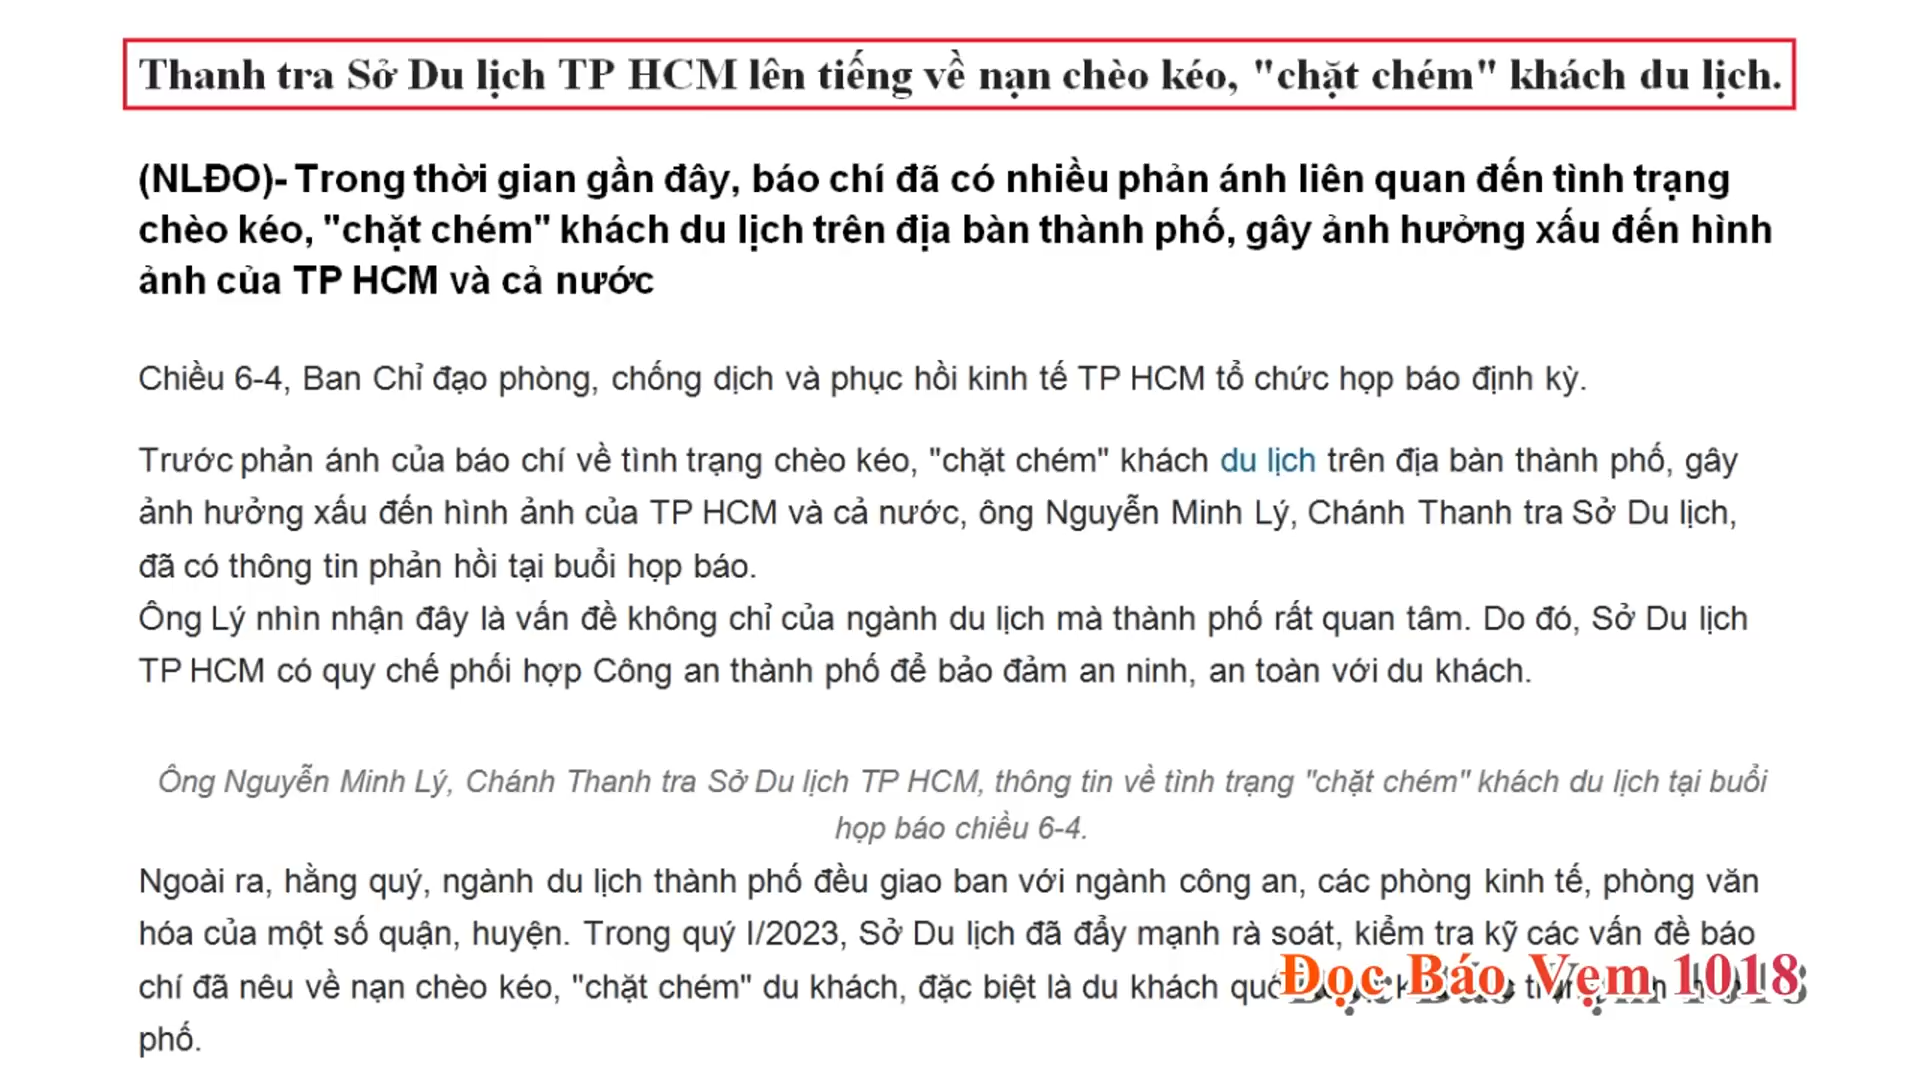 Thanh tra Sở Du lịch TP HCM lên tiếng về nạn chèo kéo, "chặt chém" khách du lịch.
(NLĐO)- Trong thời gian gần đây, báo chí đã có nhiều phản ánh liên quan đến tình trạng
chèo kéo, "chặt chém" khách du lịch trên địa bàn thành phố, gây ảnh hưởng xấu đến hình
ảnh của TP HCM và cả nước
Chiều 6-4, Ban Chỉ đạo phòng, chống dịch và phục hồi kinh tế TP HCM tổ chức họp báo định kỳ.
Trước phản ánh của báo chí về tình trạng chèo kéo, "chặt chém" khách du lịch trên địa bàn thành phố, gây
ảnh hưởng xấu đến hình ảnh của TP HCM và cả nước, ông Nguyễn Minh Lý, Chánh Thanh tra Sở Du lịch,
đã có thông tin phản hồi tại buổi họp báo.
Ông Lý nhìn nhận đây là vấn đề không chỉ của ngành du lịch mà thành phố rất quan tâm. Do đó, Sở Du lịch
TP HCM có quy chế phối hợp Công an thành phố để bảo đảm an ninh, an toàn với du khách.
Ông Nguyễn Minh Lý, Chánh Thanh tra Sở Du lịch TP HCM, thông tin về tình trạng "chặt chém" khách du lịch tại buổi
họp báo chiều 6-4.
Ngoài ra, hằng quý, ngành du lịch thành phố đều giao ban với ngành công an, các phòng kinh tế, phòng văn
hóa của một số quận, huyện. Trong quý I/2023, Sở Du lịch đã đẩy mạnh rà soát, kiểm tra kỹ các vấn đề báo
chí đã nêu về nạn chèo kéo, "chặt chém" du khách, đặc biệt là du khách
Đọc Báo Vẹm 1018
phố.